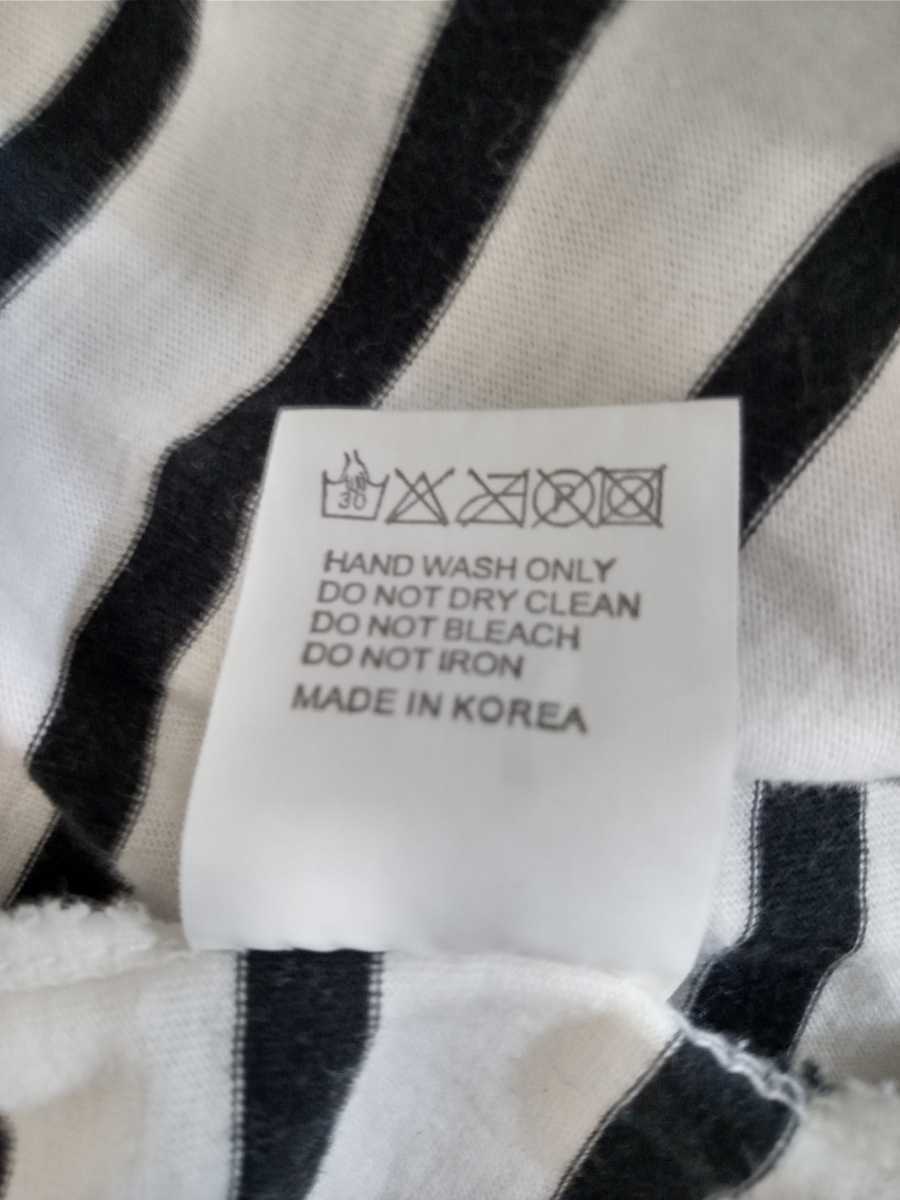 30 P
HAND WASH ONLY
DO NOT DRY CLEAN
DO NOT BLEACH
DO NOT IRON
MADE IN KOREA